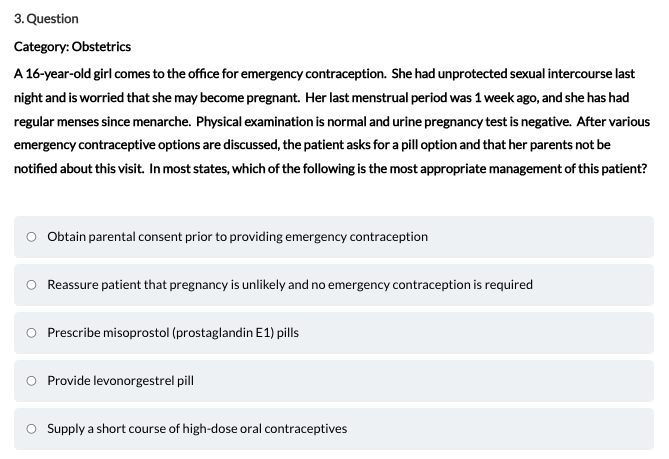 3. Question
Category: Obstetrics
A 16-year-old girl comes to the office for emergency contraception. She had unprotected sexual intercourse last
night and is worried that she may become pregnant. Her last menstrual period was 1 week ago, and she has had
regular menses since menarche. Physical examination is normal and urine pregnancy test is negative. After various
emergency contraceptive options are discussed, the patient asks for a pill option and that her parents not be
notified about this visit. In most states, which of the following is the most appropriate management of this patient?
Obtain parental consent prior to providing emergency contraception
Reassure patient that pregnancy is unlikely and no emergency contraception is required
Prescribe misoprostol (prostaglandin E1) pills
Provide levonorgestrel pill
Supply a short course of high-dose oral contraceptives